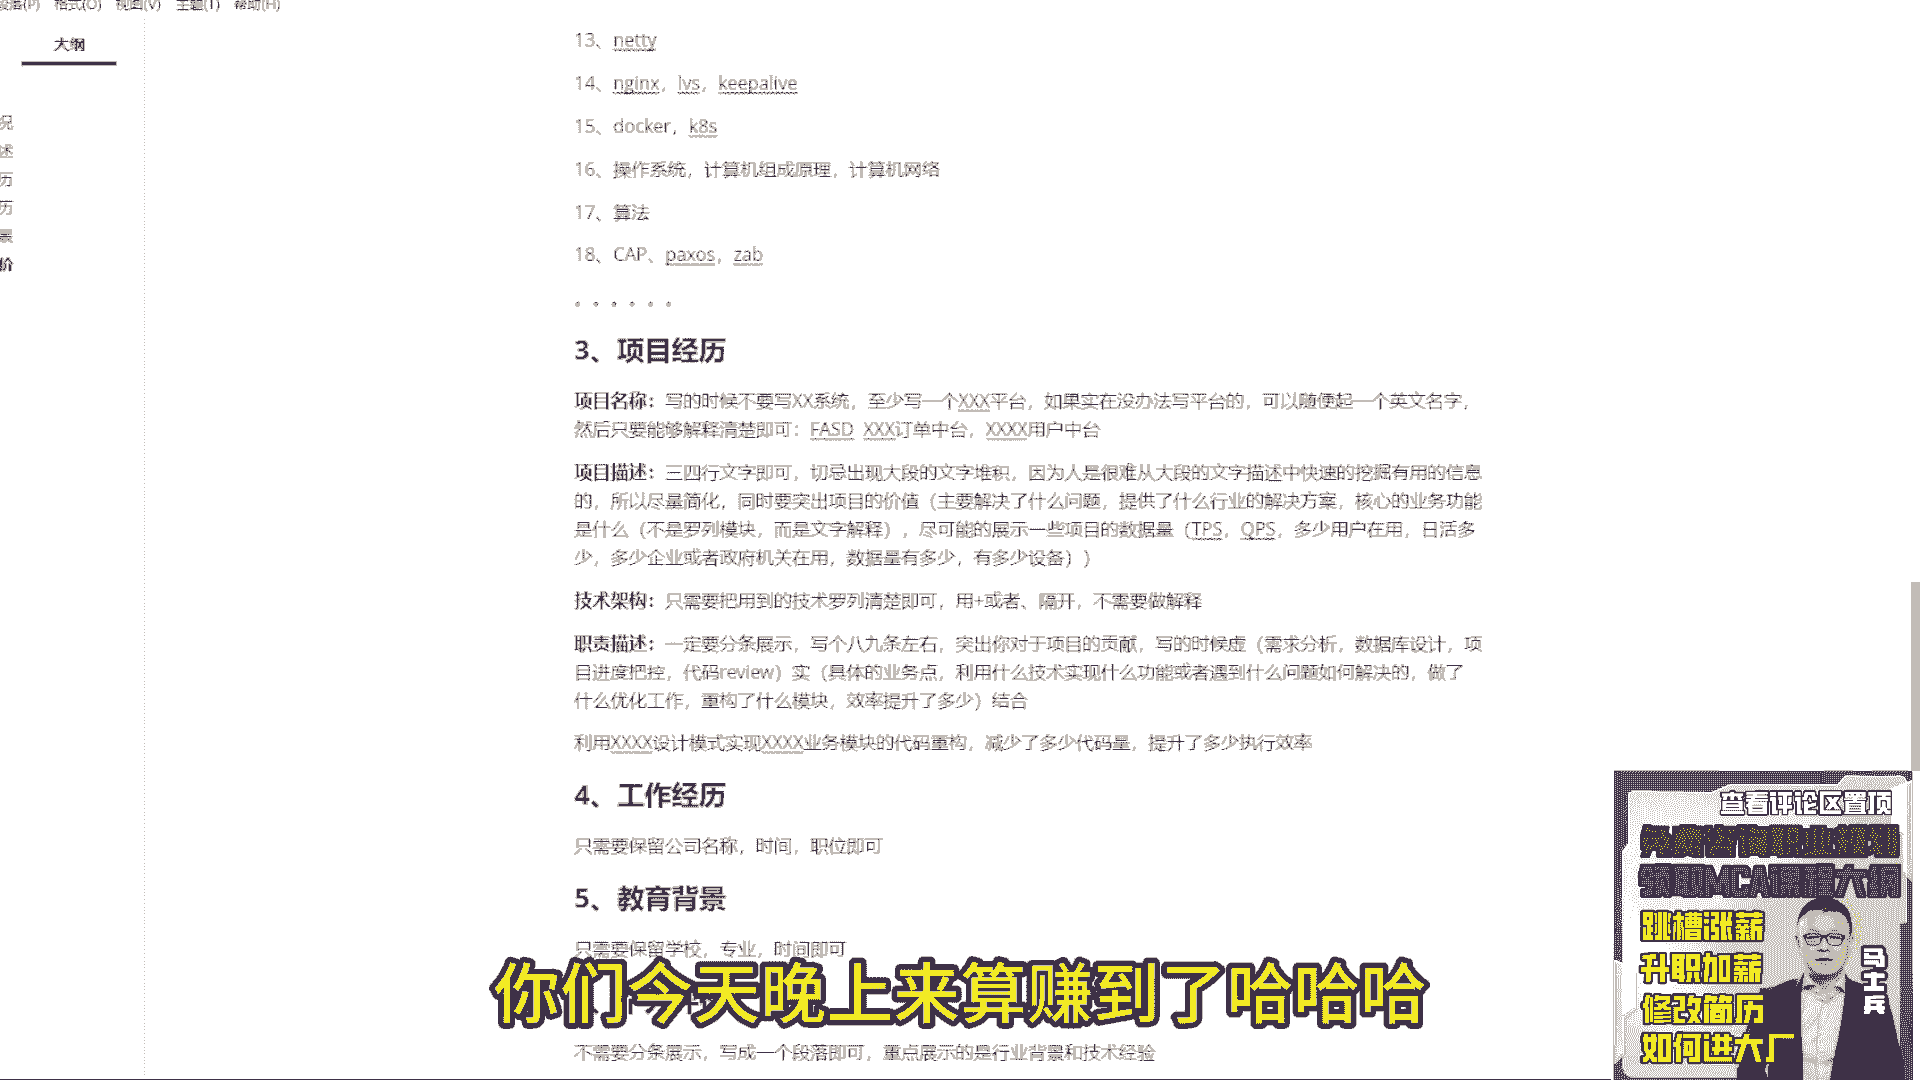 段落(P) 格式(O) 视图(V) 主题(T) 帮助(H)
大纲
况
述
历
历
景
价
13、netty
14、nginx，lvs，keepalive
15、docker，k8s
16、操作系统，计算机组成原理，计算机网络
17、算法
18、CAP、paxos，zab
。。。。。。
3、项目经历
项目名称：写的时候不要写XX系统，至少写一个XXX平台，如果实在没办法写平台的，可以随便起一个英文名字，
然后只要能够解释清楚即可：FASD XXX订单中台，XXXX用户中台
项目描述：三四行文字即可，切忌出现大段的文字堆积，因为人是很难从大段的文字描述中快速的挖掘有用的信息
的，所以尽量简化，同时要突出项目的价值（主要解决了什么问题，提供了什么行业的解决方案，核心的业务功能
是什么（不是罗列模块，而是文字解释），尽可能的展示一些项目的数据量（TPS，QPS，多少用户在用，日活多
少，多少企业或者政府机关在用，数据量有多少，有多少设备））
技术架构：只需要把用到的技术罗列清楚即可，用+或者、隔开，不需要做解释
职责描述：一定要分条展示，写个八九条左右，突出你对于项目的贡献，写的时候虚（需求分析，数据库设计，项
目进度把控，代码review）实（具体的业务点，利用什么技术实现什么功能或者遇到什么问题如何解决的，做了
什么优化工作，重构了什么模块，效率提升了多少）结合
利用XXXX设计模式实现XXXX业务模块的代码重构，减少了多少代码量，提升了多少执行效率
4、工作经历
只需要保留公司名称，时间，职位即可
5、教育背景
只需要保留学校，专业，时间即可
你们今天晚上来算赚到了哈哈哈
不需要分条展示，写成一个段落即可，重点展示的是行业背景和技术经验
查看评论区置顶
领取MCA课程大纲
跳槽涨薪
升职加薪
修改简历
如何进大厂
马士兵